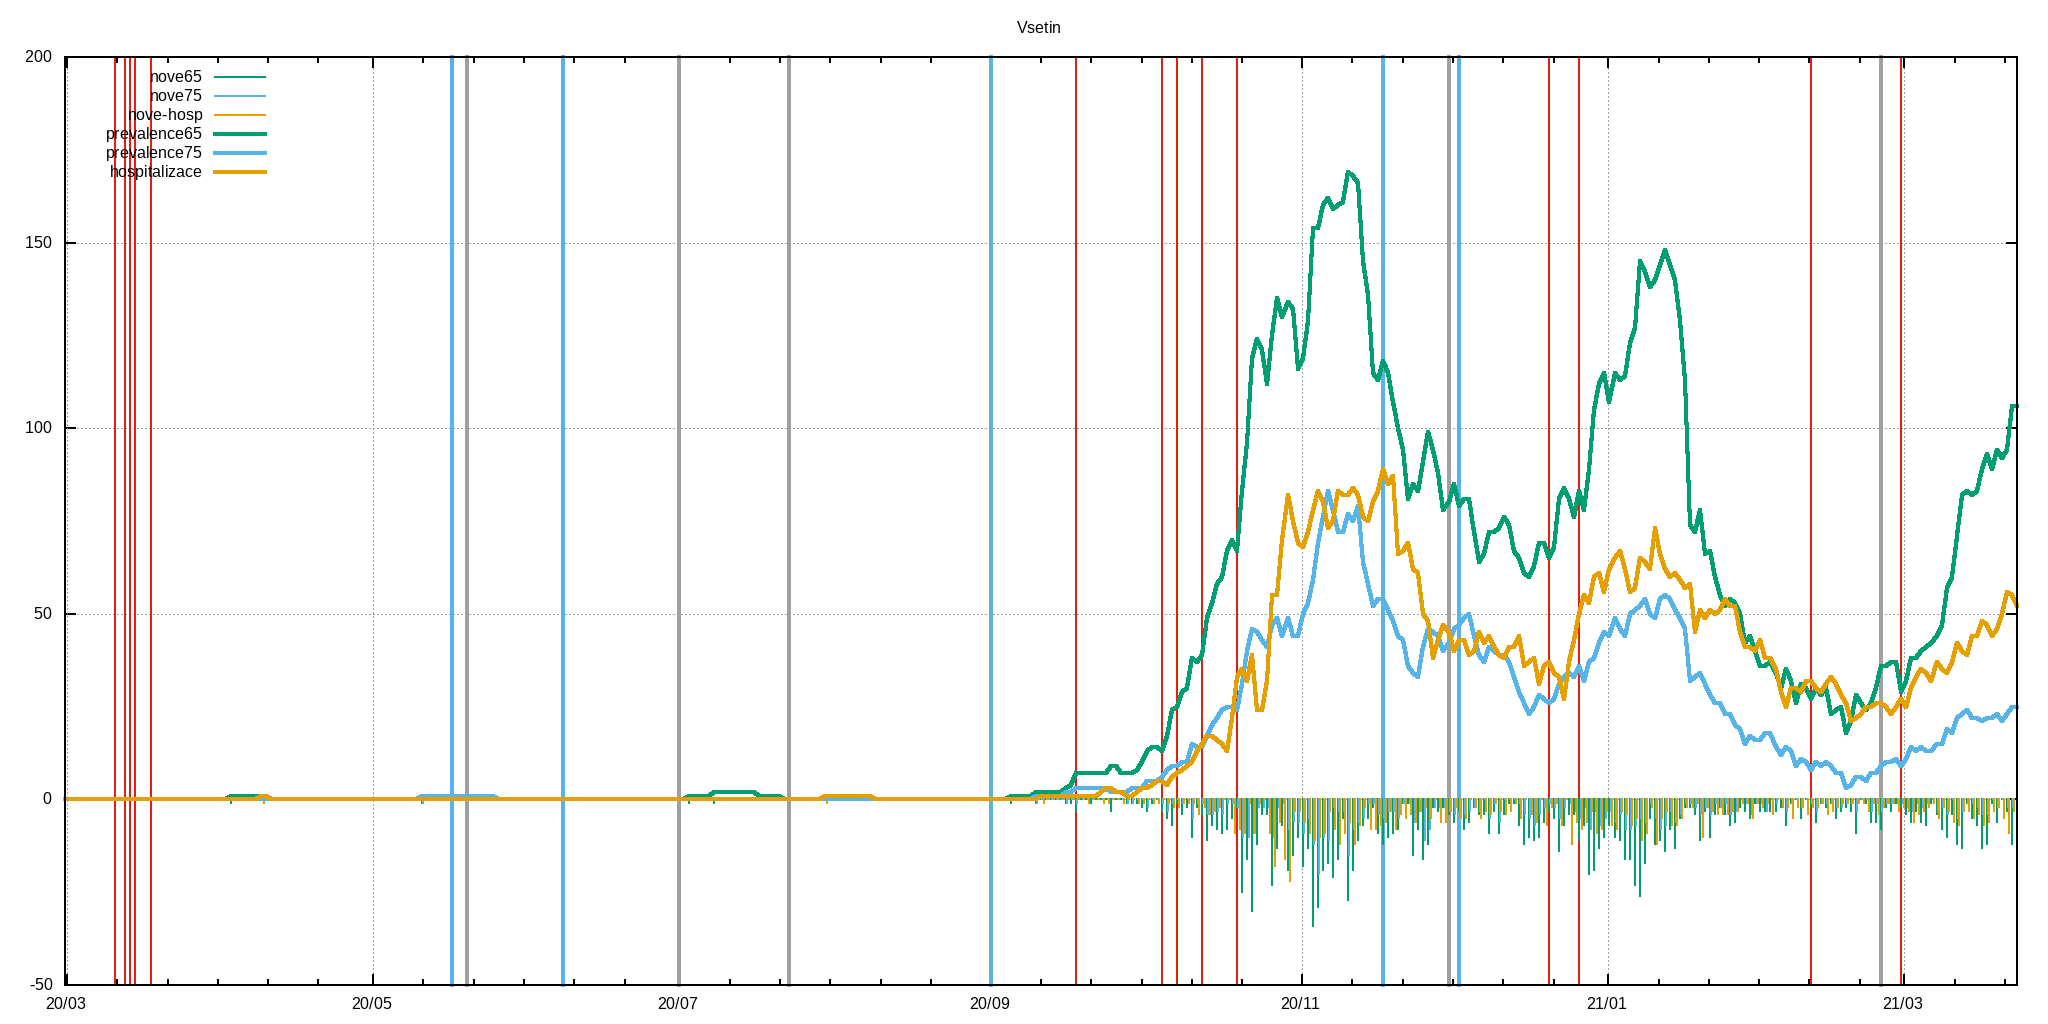 Vsetin
200
nove65
nove75
nove-hosp
prevalence65
prevalence75
hospitalizace
150
100
50
0
-50
20/03 20/05 20/07 20/09 20/11 21/01 21/03